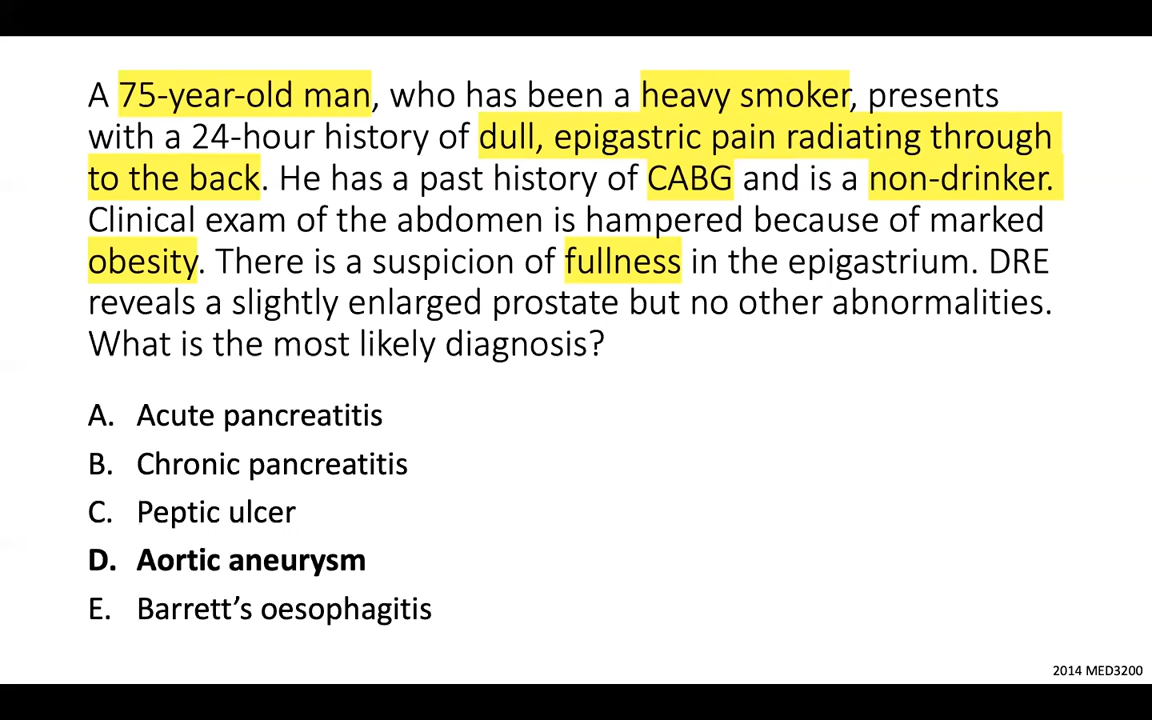 A 75-year-old man, who has been a heavy smoker, presents
with a 24-hour history of dull, epigastric pain radiating through
to the back. He has a past history of CABG and is a non-drinker.
Clinical exam of the abdomen is hampered because of marked
obesity. There is a suspicion of fullness in the epigastrium. DRE
reveals a slightly enlarged prostate but no other abnormalities.
What is the most likely diagnosis?
A. Acute pancreatitis
B. Chronic pancreatitis
C. Peptic ulcer
D. Aortic aneurysm
E. Barrett’s oesophagitis
2014 MED3200